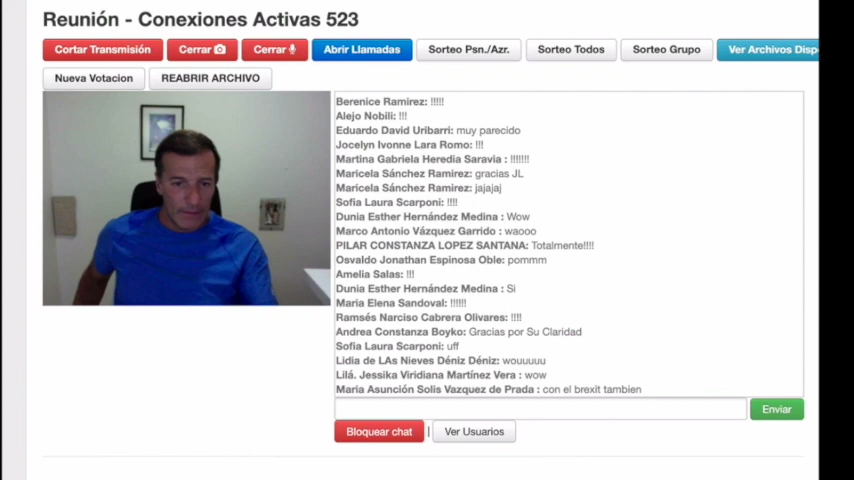 Reunión - Conexiones Activas 523
Cortar Transmisión Cerrar Cerrar Abrir Llamadas Sorteo Psn./Azr. Sorteo Todos Sorteo Grupo Ver Archivos Disp
Nueva Votacion REABRIR ARCHIVO
Berenice Ramirez: !!!!!
Alejo Nobili: !!!
Eduardo David Uribarri: muy parecido
Jocelyn Ivonne Lara Romo: !!!
Martina Gabriela Heredia Saravia : !!!!!!!
Maricela Sánchez Ramirez: gracias JL
Maricela Sánchez Ramirez: jajajaj
Sofia Laura Scarponi: !!!!
Dunia Esther Hernández Medina : Wow
Marco Antonio Vázquez Garrido : waooo
PILAR CONSTANZA LOPEZ SANTANA: Totalmente!!!!
Osvaldo Jonathan Espinosa Oble: pommm
Amelia Salas: !!!
Dunia Esther Hernández Medina : Si
Maria Elena Sandoval: !!!!!!
Ramsés Narciso Cabrera Olivares: !!!!
Andrea Constanza Boyko: Gracias por Su Claridad
Sofia Laura Scarponi: uff
Lidia de LAs Nieves Déniz Déniz: wouuuuu
Lilá. Jessika Viridiana Martínez Vera : wow
Maria Asunción Solis Vazquez de Prada : con el brexit tambien
Enviar
Bloquear chat | Ver Usuarios